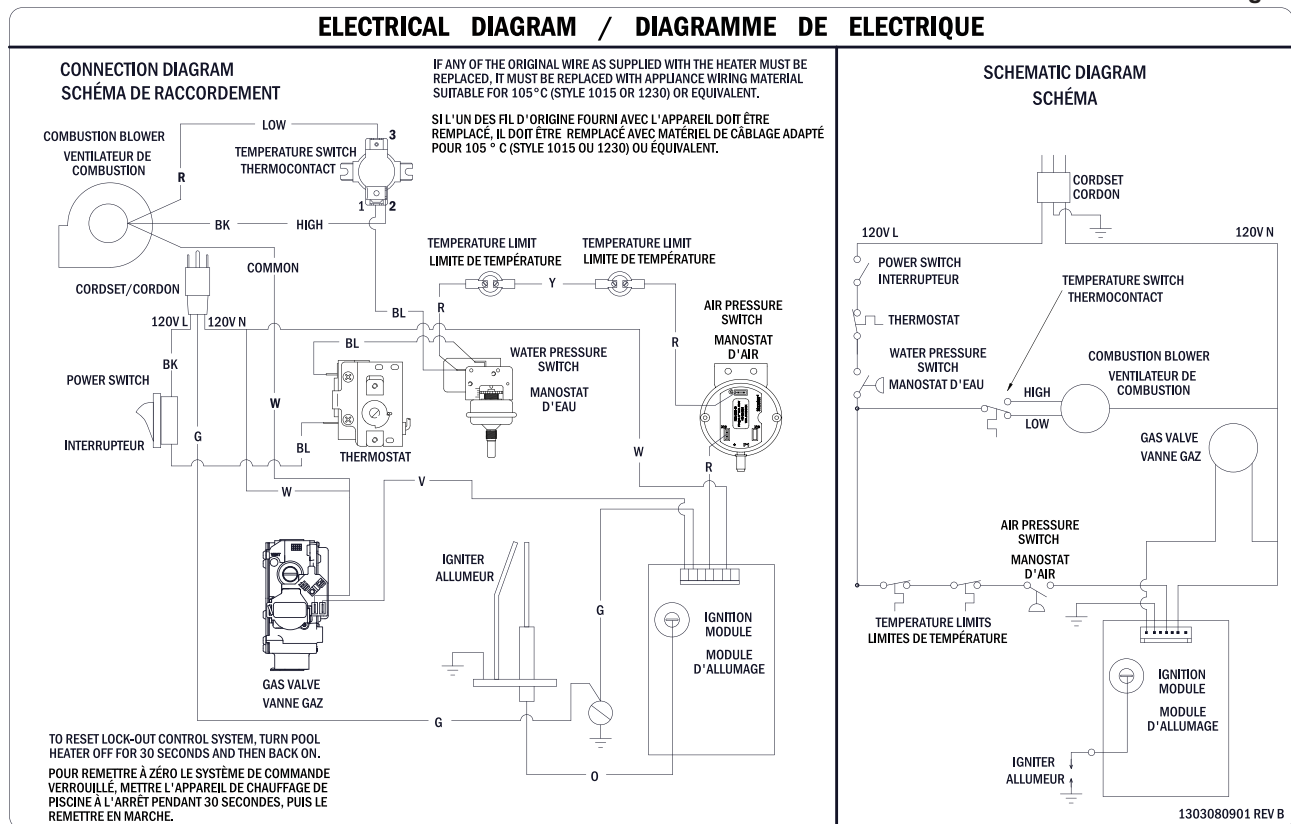 ELECTRICAL DIAGRAM / DIAGRAMME DE ELECTRIQUE
CONNECTION DIAGRAM
SCHÉMA DE RACCORDEMENT
IF ANY OF THE ORIGINAL WIRE AS SUPPLIED WITH THE HEATER MUST BE
REPLACED, IT MUST BE REPLACED WITH APPLIANCE WIRING MATERIAL
SUITABLE FOR 105°C (STYLE 1015 OR 1230) OR EQUIVALENT.
SI L'UN DES FIL D'ORIGINE FOURNI AVEC L'APPAREIL DOIT ÊTRE
REMPLACÉ, IL DOIT ÊTRE REMPLACÉ AVEC MATÉRIEL DE CÂBLAGE ADAPTÉ
POUR 105 ° C (STYLE 1015 OU 1230) OU ÉQUIVALENT.
COMBUSTION BLOWER
VENTILATEUR DE
COMBUSTION
LOW
R
TEMPERATURE SWITCH
THERMOCONTACT
3
1
2
BK
HIGH
COMMON
CORDSET/CORDON
120V L
120V N
BK
POWER SWITCH
INTERRUPTEUR
G
W
W
BL
BL
BL
THERMOSTAT
TEMPERATURE LIMIT
LIMITE DE TEMPÉRATURE
Y
TEMPERATURE LIMIT
LIMITE DE TEMPÉRATURE
R
R
WATER PRESSURE
SWITCH
MANOSTAT
D'EAU
AIR PRESSURE
SWITCH
MANOSTAT
D'AIR
W
R
V
GAS VALVE
VANNE GAZ
IGNITER
ALLUMEUR
G
G
O
IGNITION
MODULE
MODULE
D'ALLUMAGE
TO RESET LOCK-OUT CONTROL SYSTEM, TURN POOL
HEATER OFF FOR 30 SECONDS AND THEN BACK ON.
POUR REMETTRE À ZÉRO LE SYSTÈME DE COMMANDE
VERROUILLÉ, METTRE L'APPAREIL DE CHAUFFAGE DE
PISCINE À L'ARRÊT PENDANT 30 SECONDES, PUIS LE
REMETTRE EN MARCHE.
SCHEMATIC DIAGRAM
SCHÉMA
CORDSET
CORDON
120V L
120V N
POWER SWITCH
INTERRUPTEUR
TEMPERATURE SWITCH
THERMOCONTACT
THERMOSTAT
WATER PRESSURE
SWITCH
MANOSTAT D'EAU
HIGH
LOW
COMBUSTION BLOWER
VENTILATEUR DE
COMBUSTION
GAS VALVE
VANNE GAZ
AIR PRESSURE
SWITCH
MANOSTAT
D'AIR
TEMPERATURE LIMITS
LIMITES DE TEMPÉRATURE
IGNITION
MODULE
MODULE
D'ALLUMAGE
IGNITER
ALLUMEUR
1303080901 REV B